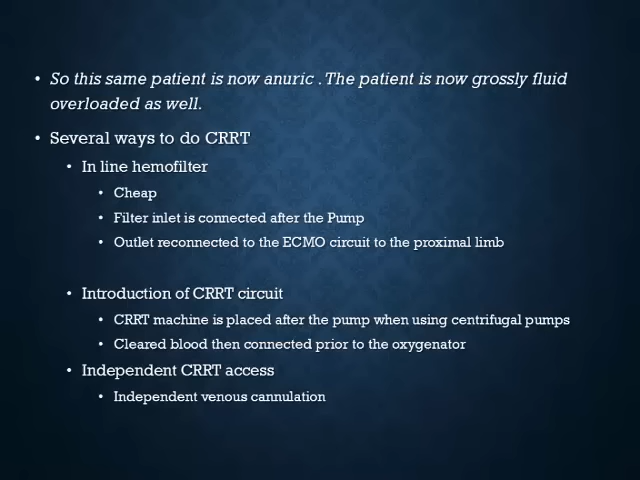 • So this same patient is now anuric . The patient is now grossly fluid
overloaded as well.
• Several ways to do CRRT
• In line hemofilter
• Cheap
• Filter inlet is connected after the Pump
• Outlet reconnected to the ECMO circuit to the proximal limb
• Introduction of CRRT circuit
• CRRT machine is placed after the pump when using centrifugal pumps
• Cleared blood then connected prior to the oxygenator
• Independent CRRT access
• Independent venous cannulation